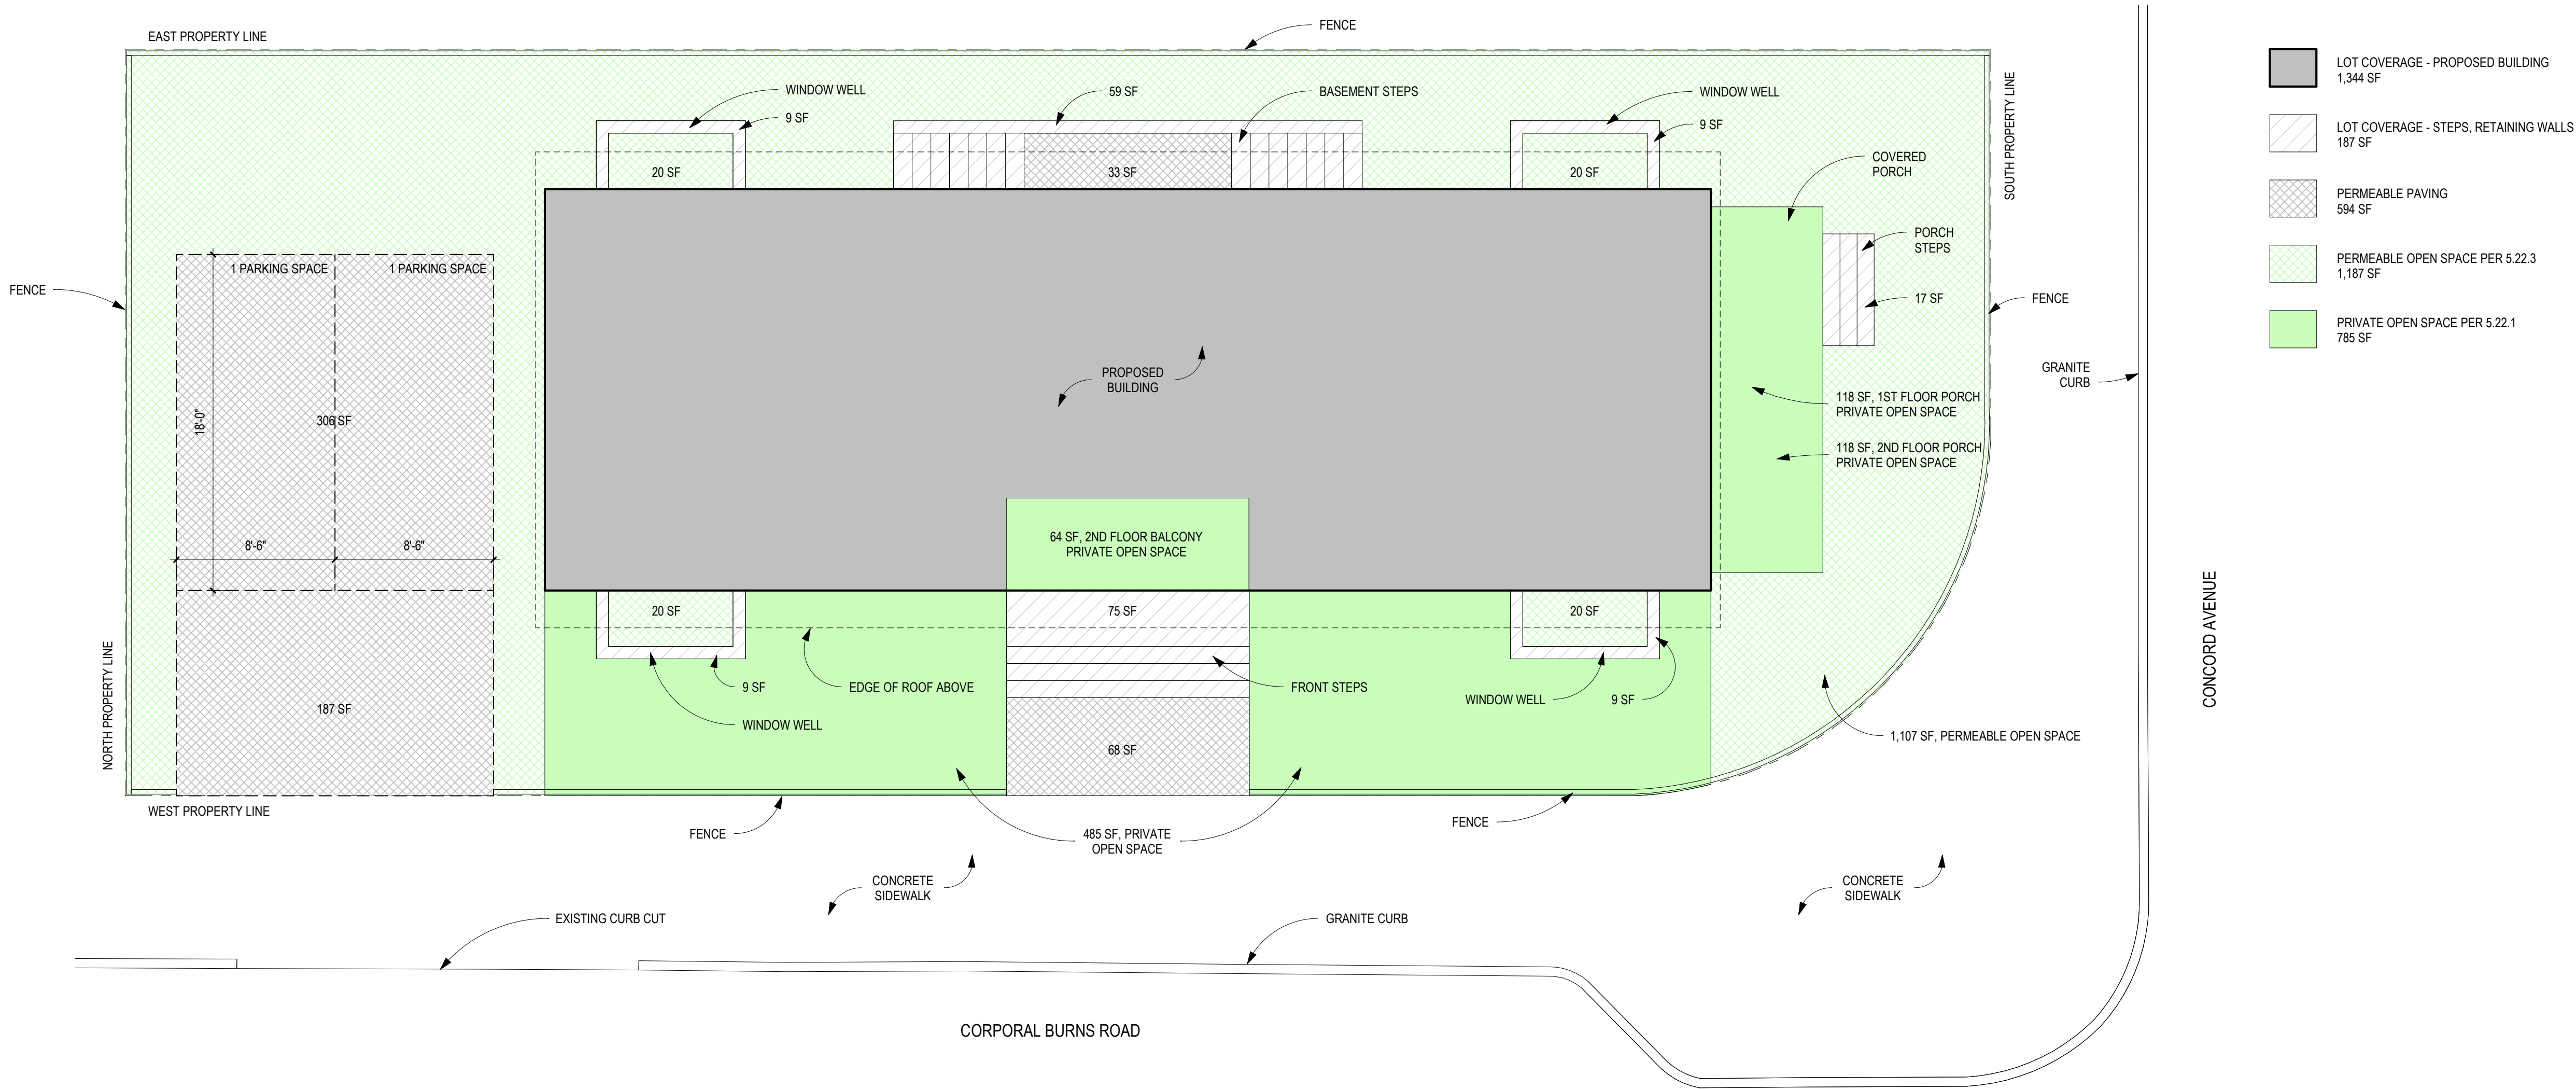 EAST PROPERTY LINE
FENCE
WINDOW WELL
9 SF
59 SF
BASEMENT STEPS
WINDOW WELL
9 SF
20 SF
33 SF
20 SF
COVERED
PORCH
SOUTH PROPERTY LINE
PORCH
STEPS
17 SF
FENCE
1 PARKING SPACE
1 PARKING SPACE
FENCE
18'-0"
306 SF
8'-6"
8'-6"
PROPOSED
BUILDING
118 SF, 1ST FLOOR PORCH
PRIVATE OPEN SPACE
118 SF, 2ND FLOOR PORCH
PRIVATE OPEN SPACE
GRANITE
CURB
64 SF, 2ND FLOOR BALCONY
PRIVATE OPEN SPACE
20 SF
75 SF
20 SF
NORTH PROPERTY LINE
187 SF
9 SF
WINDOW WELL
EDGE OF ROOF ABOVE
FRONT STEPS
WINDOW WELL
9 SF
68 SF
1,107 SF, PERMEABLE OPEN SPACE
CONCORD AVENUE
WEST PROPERTY LINE
FENCE
485 SF, PRIVATE
OPEN SPACE
FENCE
CONCRETE
SIDEWALK
CONCRETE
SIDEWALK
EXISTING CURB CUT
GRANITE CURB
CORPORAL BURNS ROAD
LOT COVERAGE - PROPOSED BUILDING
1,344 SF
LOT COVERAGE - STEPS, RETAINING WALLS
187 SF
PERMEABLE PAVING
594 SF
PERMEABLE OPEN SPACE PER 5.22.3
1,187 SF
PRIVATE OPEN SPACE PER 5.22.1
785 SF